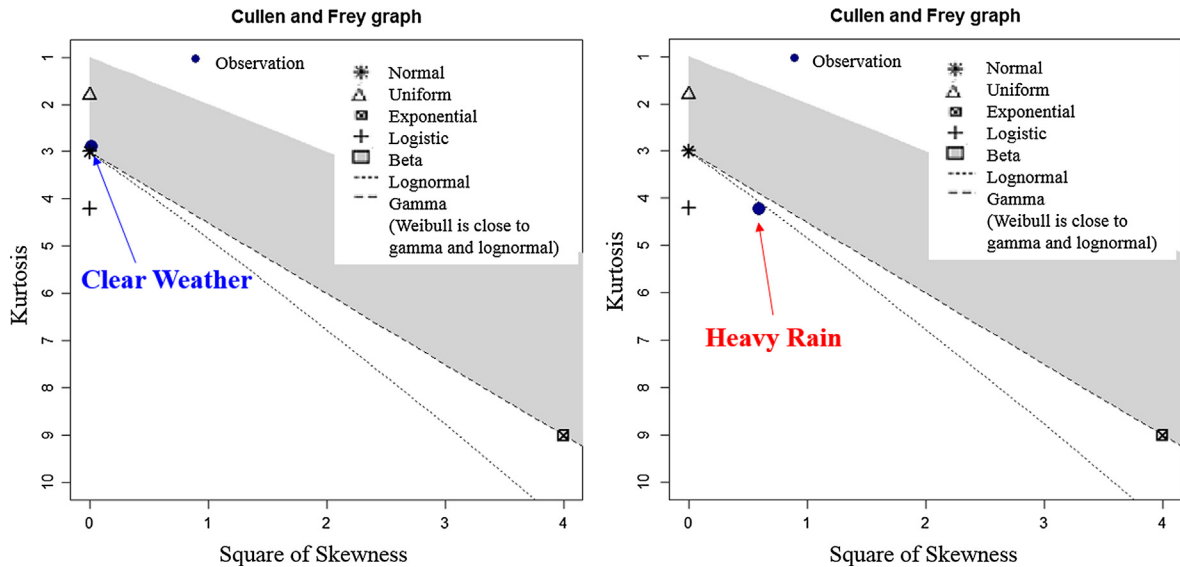 Cullen and Frey graph
Observation
Normal
Uniform
Exponential
Logistic
Beta
Lognormal
Gamma
(Weibull is close to
gamma and lognormal)
Clear Weather
Kurtosis
1
2
3
4
5
6
7
8
9
10
0
1
2
3
4
Square of Skewness
Cullen and Frey graph
Observation
Normal
Uniform
Exponential
Logistic
Beta
Lognormal
Gamma
(Weibull is close to
gamma and lognormal)
Heavy Rain
Kurtosis
1
2
3
4
5
6
7
8
9
10
0
1
2
3
4
Square of Skewness